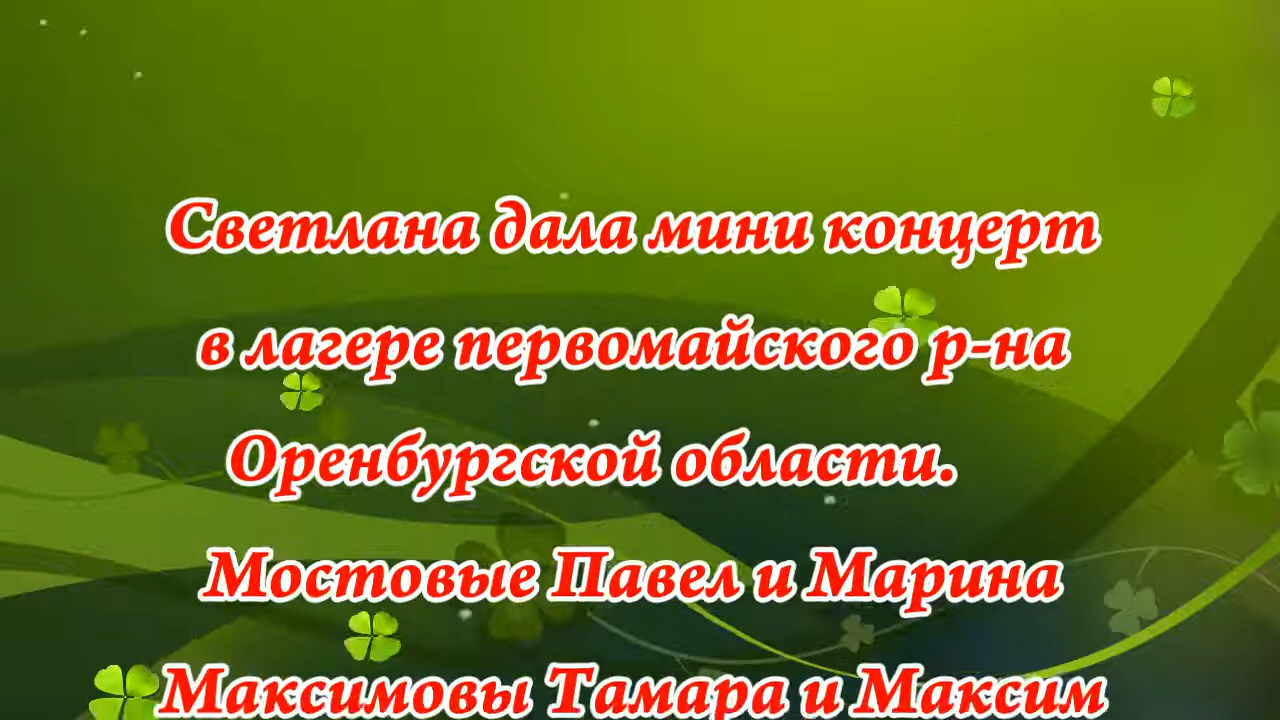 Светлана дала мини концерт
в лагере первомайского р-на
Оренбургской области.
Мостовые Павел и Марина
Максимовы Тамара и Максим